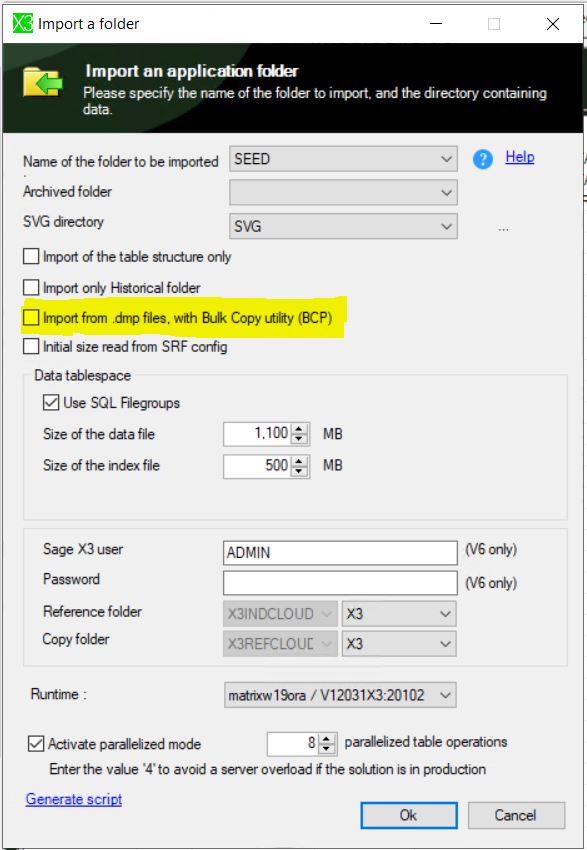 X3 Import a folder
Import an application folder
Please specify the name of the folder to import, and the directory containing
data.
Name of the folder to be imported SEED ? Help
:
Archived folder
SVG directory SVG ...
Import of the table structure only
Import only Historical folder
Import from .dmp files, with Bulk Copy utility (BCP)
Initial size read from SRF config
Data tablespace
Use SQL Filegroups
Size of the data file 1,100 MB
Size of the index file 500 MB
Sage X3 user ADMIN (V6 only)
Password (V6 only)
Reference folder X3INDCLOUD X3
Copy folder X3REFCLOUD X3
Runtime : matrixw19ora / V12031X3:20102
Activate parallelized mode 8 parallelized table operations
Enter the value '4' to avoid a server overload if the solution is in production
Generate script
Ok Cancel